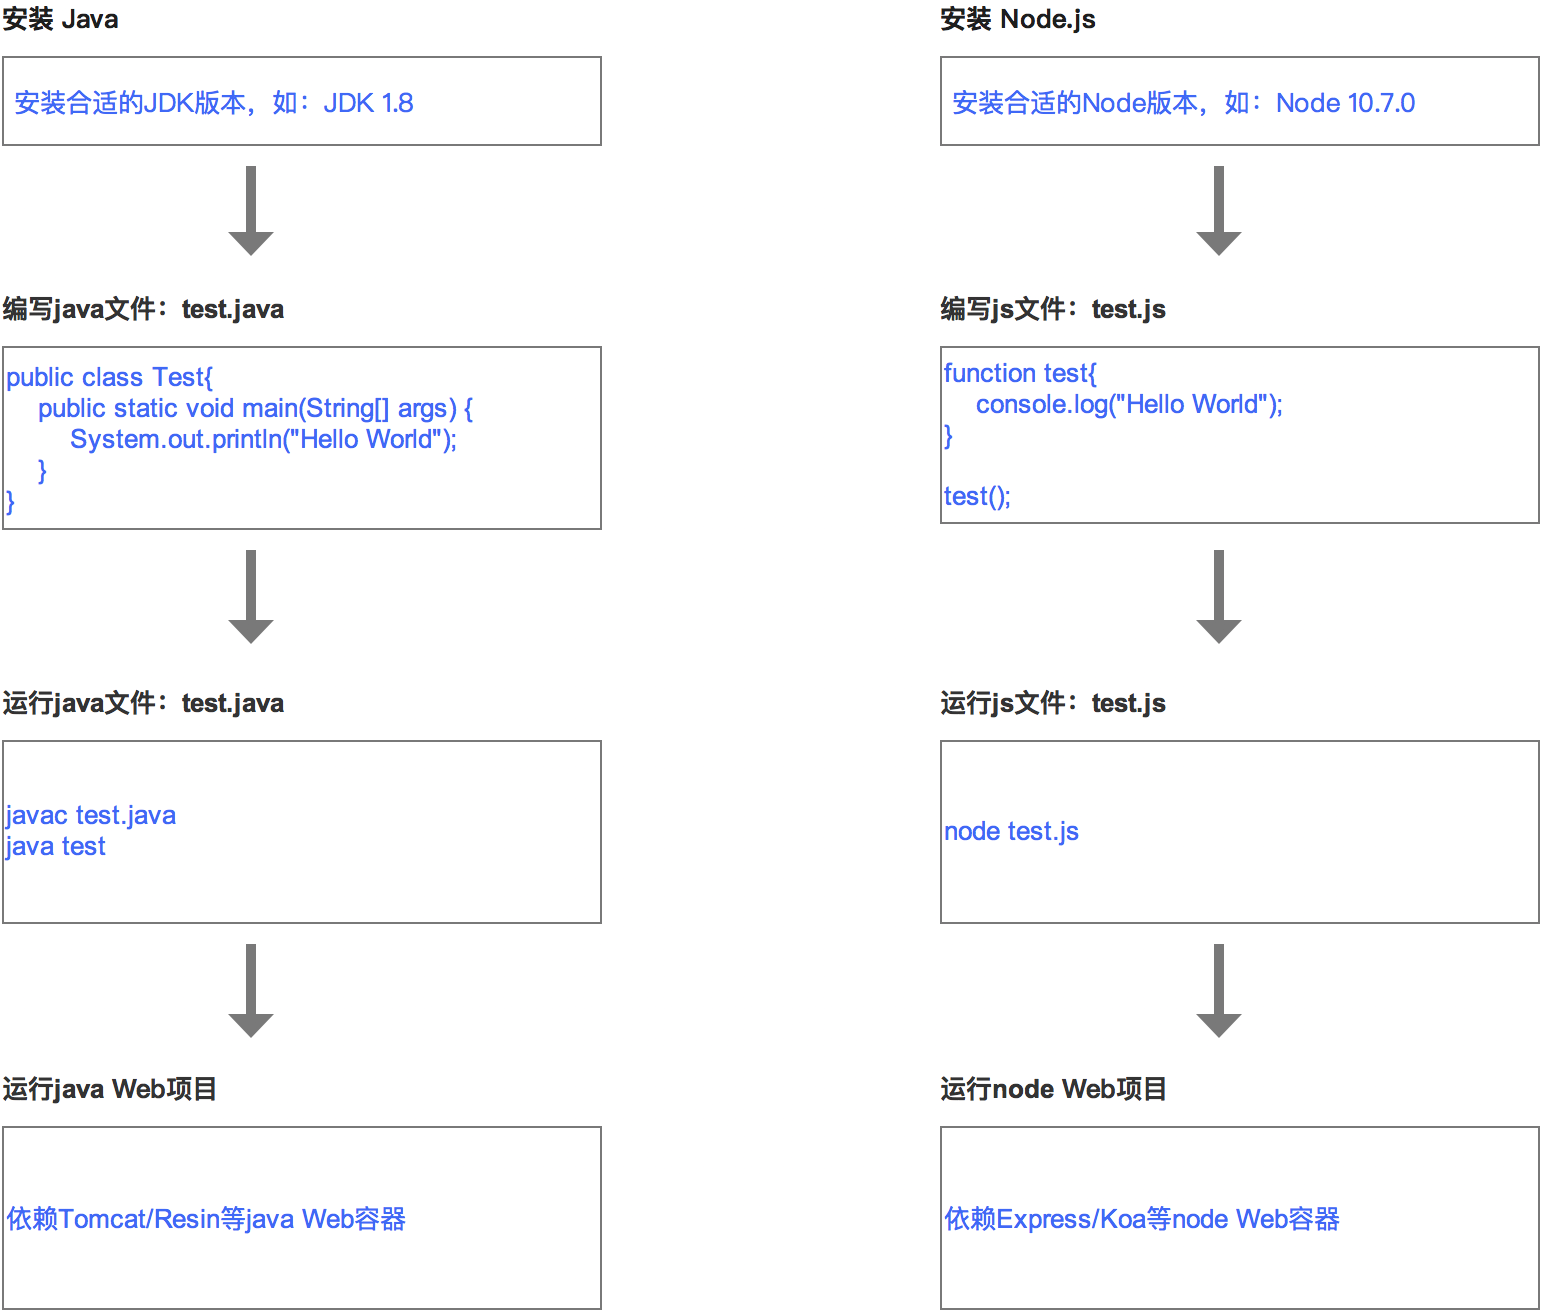 安装 Java
安装合适的JDK版本，如：JDK 1.8
编写java文件：test.java
public class Test{
public static void main(String[] args) {
System.out.println("Hello World");
}
}
运行java文件：test.java
javac test.java
java test
运行java Web项目
依赖Tomcat/Resin等java Web容器
安装 Node.js
安装合适的Node版本，如：Node 10.7.0
编写js文件：test.js
function test{
console.log("Hello World");
}
test();
运行js文件：test.js
node test.js
运行node Web项目
依赖Express/Koa等node Web容器